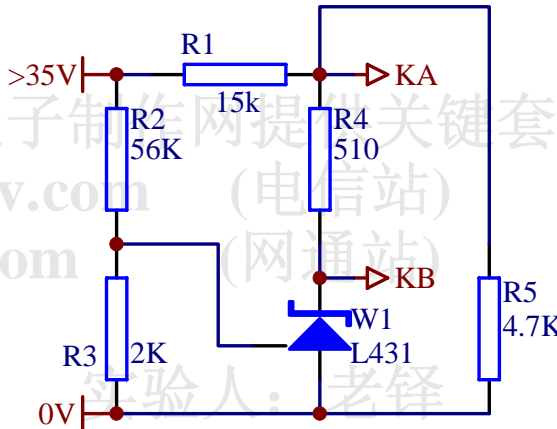 R1
>35V
KA
15k
子制作网提供关键套
R2
56K
R4
510
v.com (电信站)
om (网通站)
KB
R5
4.7K
W1
L431
R3
2K
实验人：老铎
0V